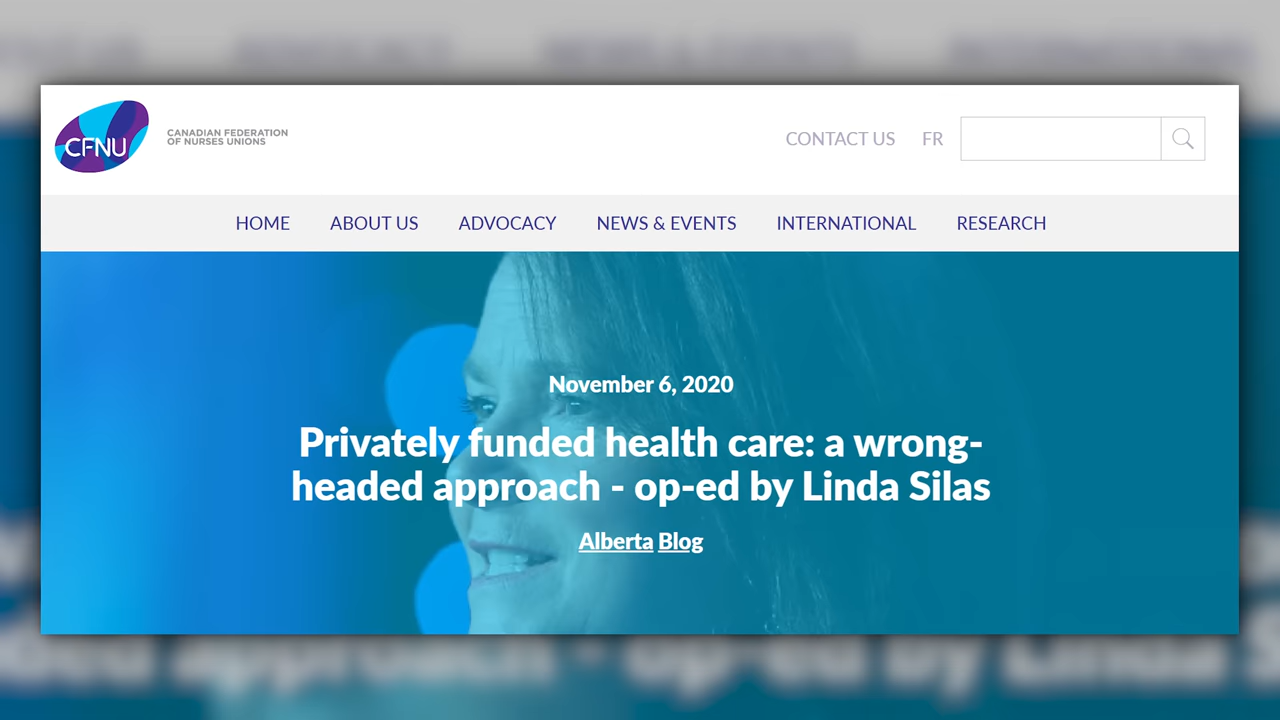 CFNU
CANADIAN FEDERATION
OF NURSES UNIONS
CONTACT US FR
HOME ABOUT US ADVOCACY NEWS & EVENTS INTERNATIONAL RESEARCH
November 6, 2020
Privately funded health care: a wrong-
headed approach - op-ed by Linda Silas
Alberta Blog